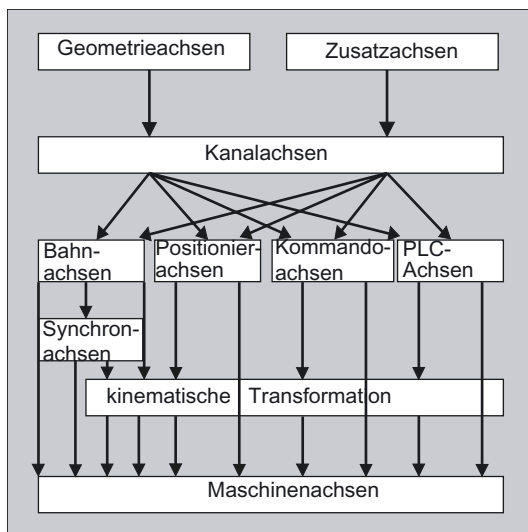 Geometrieachsen
Zusatzachsen
Kanalachsen
Bahn-
achsen
Positionier-
achsen
Kommando-
achsen
PLC-
Achsen
Synchron-
achsen
kinematische Transformation
Maschinenachsen